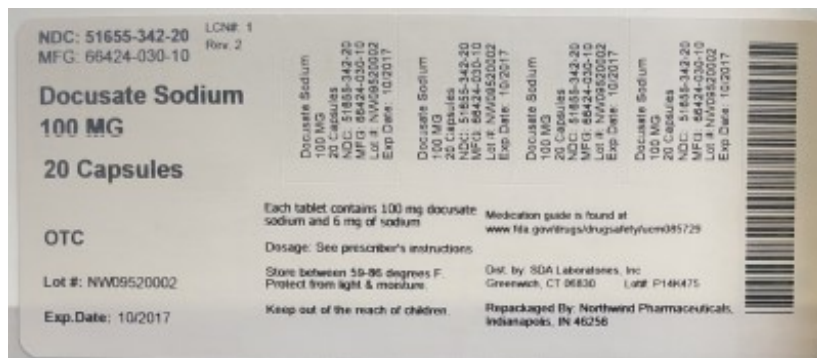 NDC: 51655-342-20
MFG: 66424-030-10
LCN#: 1
Rev. 2
Docusate Sodium
100 MG
20 Capsules
OTC
Lot #: NW09520002
Exp.Date: 10/2017
Docusate Sodium
100 MG
20 Capsules
NDC: 51655-342-20
MFG: 66424-030-10
Lot #: NW09520002
Exp Date: 10/2017
Docusate Sodium
100 MG
20 Capsules
NDC: 51655-342-20
MFG: 66424-030-10
Lot #: NW09520002
Exp Date: 10/2017
Docusate Sodium
100 MG
20 Capsules
NDC: 51655-342-20
MFG: 66424-030-10
Lot #: NW09520002
Exp Date: 10/2017
Docusate Sodium
100 MG
20 Capsules
NDC: 51655-342-20
MFG: 66424-030-10
Lot #: NW09520002
Exp Date: 10/2017
Each tablet contains 100 mg docusate
sodium and 6 mg of sodium
Dosage: See prescriber's instructions
Store between 59-86 degrees F.
Protect from light & moisture.
Keep out of the reach of children.
Medication guide is found at
www.fda.gov/drugs/drugsafety/ucm085729
Dist. by: SDA Laboratories, Inc
Greenwich, CT 06830 Lot#: P14K475
Repackaged By: Northwind Pharmaceuticals,
Indianapolis, IN 46256